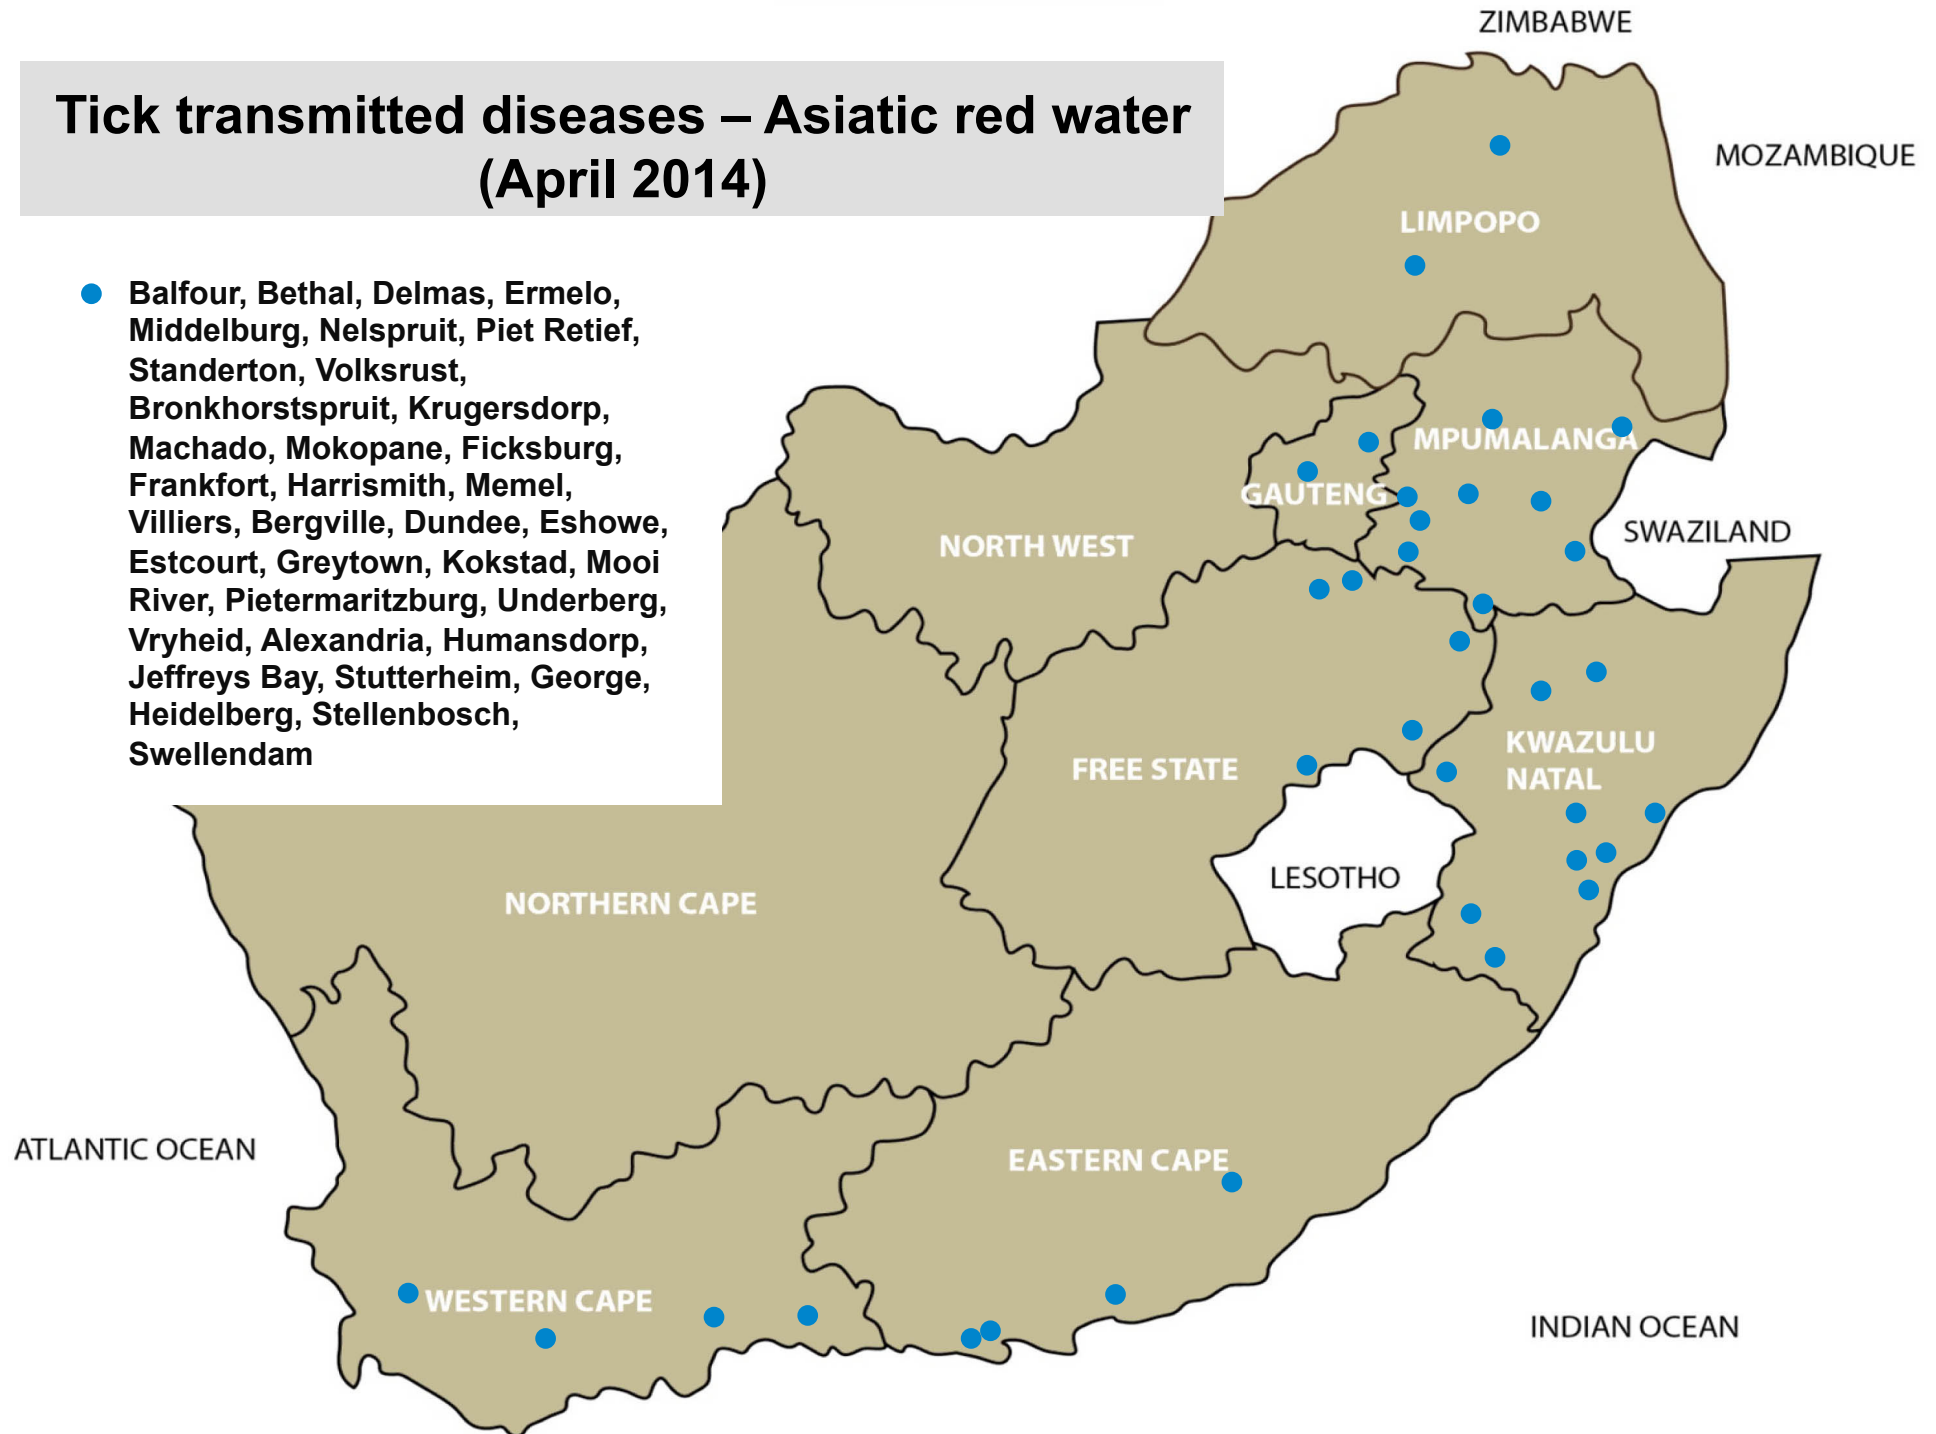 ZIMBABWE
Tick transmitted diseases – Asiatic red water
(April 2014)
MOZAMBIQUE
LIMPOPO
Balfour, Bethal, Delmas, Ermelo,
Middelburg, Nelspruit, Piet Retief,
Standerton, Volksrust,
Bronkhorstspruit, Krugersdorp,
Machado, Mokopane, Ficksburg,
Frankfort, Harrismith, Memel,
Villiers, Bergville, Dundee, Eshowe,
Estcourt, Greytown, Kokstad, Mooi
River, Pietermaritzburg, Underberg,
Vryheid, Alexandria, Humansdorp,
Jeffreys Bay, Stutterheim, George,
Heidelberg, Stellenbosch,
Swellendam
MPUMALANGA
GAUTENG
SWAZILAND
NORTH WEST
KWAZULU
NATAL
FREE STATE
LESOTHO
NORTHERN CAPE
ATLANTIC OCEAN
EASTERN CAPE
WESTERN CAPE
INDIAN OCEAN